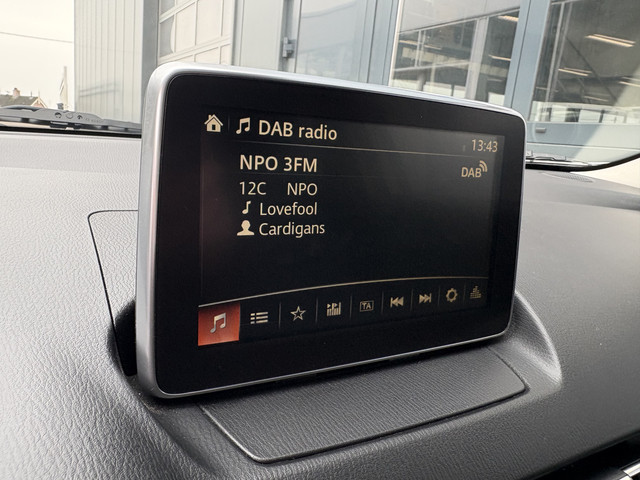 DAB radio
13:43
NPO 3FM
DAB
12C NPO
Lovefool
Cardigans
TA